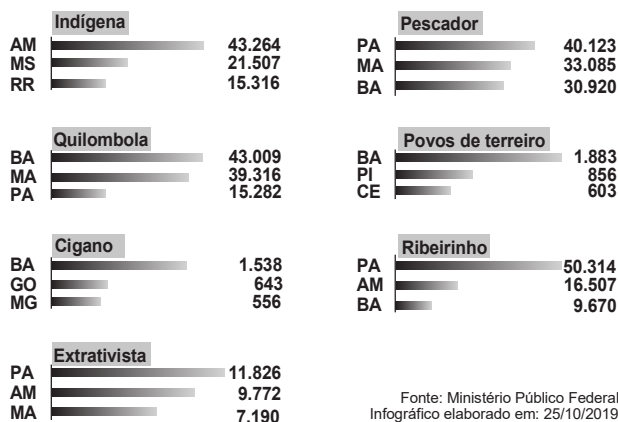 Indígena
AM 43.264
MS 21.507
RR 15.316
Quilombola
BA 43.009
MA 39.316
PA 15.282
Cigano
BA 1.538
GO 643
MG 556
Extrativista
PA 11.826
AM 9.772
MA 7.190
Pescador
PA 40.123
MA 33.085
BA 30.920
Povos de terreiro
BA 1.883
PI 856
CE 603
Ribeirinho
PA 50.314
AM 16.507
BA 9.670
Fonte: Ministério Público Federal
Infográfico elaborado em: 25/10/2019